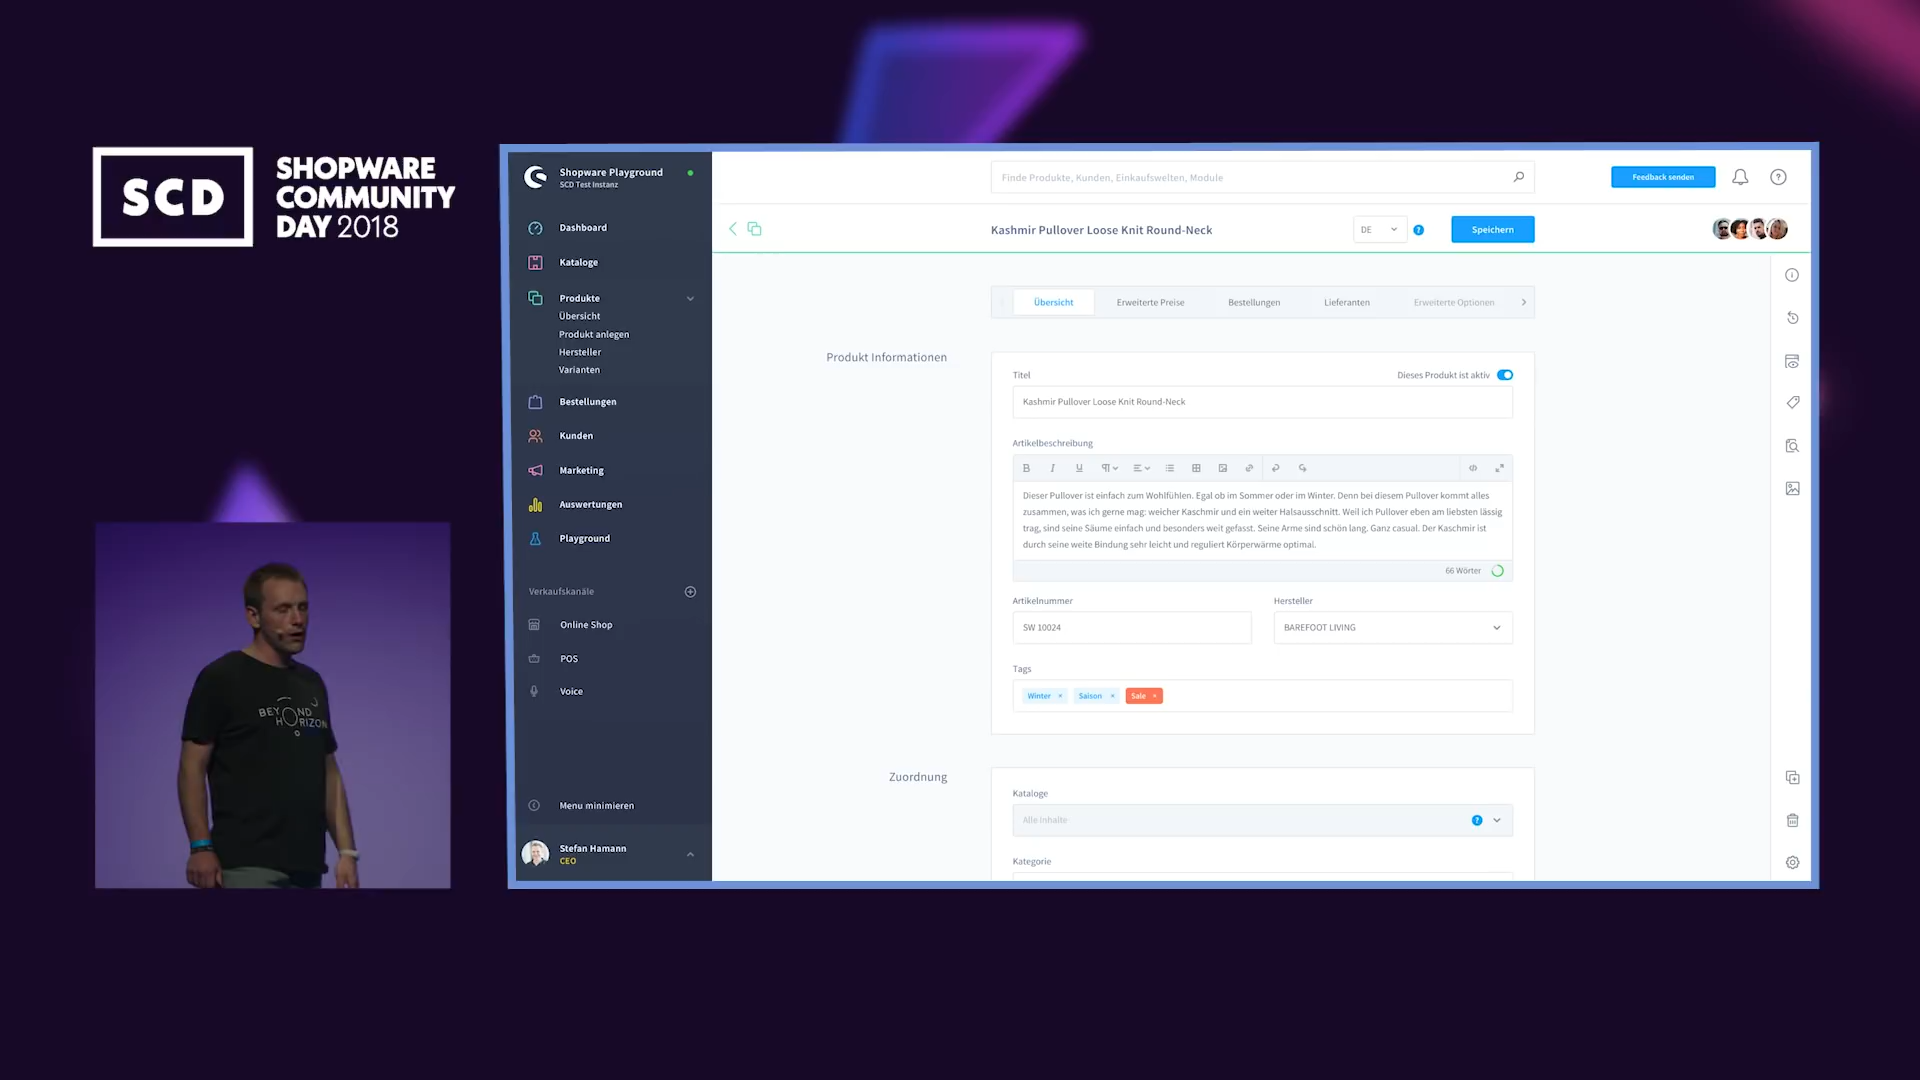 SCD
SHOPWARE
COMMUNITY
DAY 2018
BEYOND
HORIZON
Shopware Playground
SCD Test Instanz
Dashboard
Kataloge
Produkte
Übersicht
Produkt anlegen
Hersteller
Varianten
Bestellungen
Kunden
Marketing
Auswertungen
Playground
Verkaufskanäle
Online Shop
POS
Voice
Menu minimieren
Stefan Hamann
CEO
Finde Produkte, Kunden, Einkaufswelten, Module
Feedback senden
?
Kashmir Pullover Loose Knit Round-Neck
DE
?
Speichern
Übersicht
Erweiterte Preise
Bestellungen
Lieferanten
Erweiterte Optionen
Produkt Informationen
Titel
Dieses Produkt ist aktiv
Kashmir Pullover Loose Knit Round-Neck
Artikelbeschreibung
B I U
Dieser Pullover ist einfach zum Wohlfühlen. Egal ob im Sommer oder im Winter. Denn bei diesem Pullover kommt alles
zusammen, was ich gerne mag: weicher Kaschmir und ein weiter Halsausschnitt. Weil ich Pullover eben am liebsten lässig
trag, sind seine Säume einfach und besonders weit gefasst. Seine Arme sind schön lang. Ganz casual. Der Kaschmir ist
durch seine weite Bindung sehr leicht und reguliert Körperwärme optimal.
66 Wörter
Artikelnummer
Hersteller
SW 10024
BAREFOOT LIVING
Tags
Winter × Saison × Sale ×
Zuordnung
Kataloge
Alle Inhalte
?
Kategorie